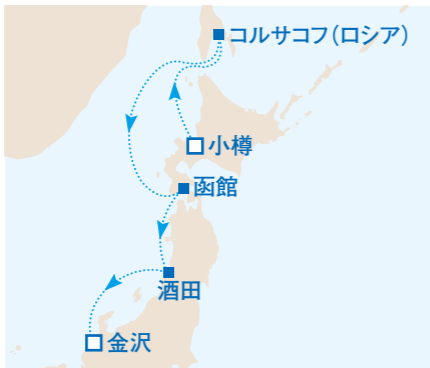 コルサコフ(ロシア)
小樽
函館
酒田
金沢